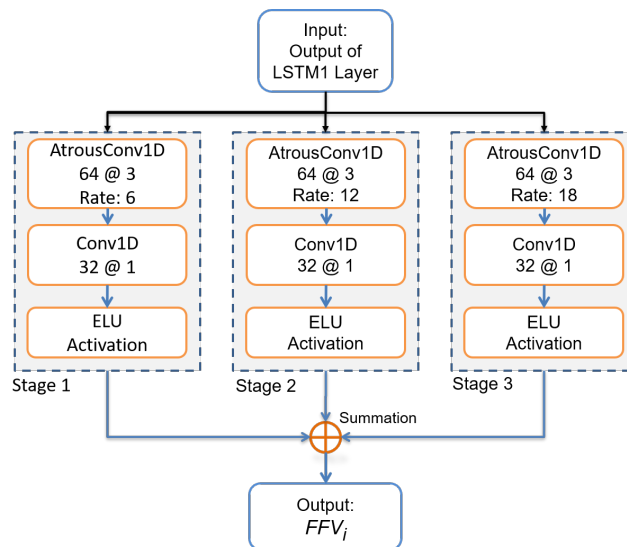 Input:
Output of
LSTM1 Layer
AtrousConv1D
64 @ 3
Rate: 6
Conv1D
32 @ 1
ELU
Activation
Stage 1
AtrousConv1D
64 @ 3
Rate: 12
Conv1D
32 @ 1
ELU
Activation
Stage 2
AtrousConv1D
64 @ 3
Rate: 18
Conv1D
32 @ 1
ELU
Activation
Stage 3
Summation
Output:
FFVi